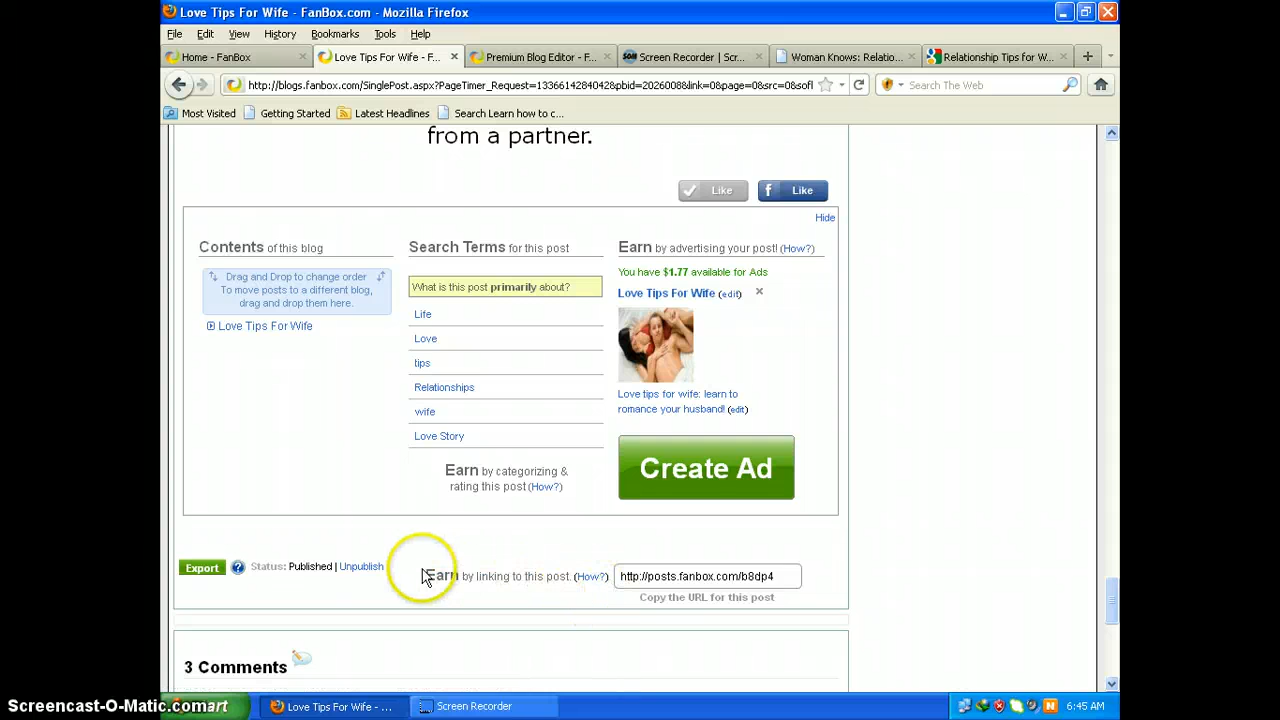 Love Tips For Wife - FanBox.com - Mozilla Firefox
File Edit View History Bookmarks Tools Help
Home - FanBox
Love Tips For Wife - F...
Premium Blog Editor - F...
Screen Recorder | Scr...
Woman Knows: Relatio...
Relationship Tips for W...
http://blogs.fanbox.com/SinglePost.aspx?PageTimer_Request=1336614284042&pbid=2026008&link=0&page=0&src=0&sofl
Search The Web
Most Visited Getting Started Latest Headlines Search Learn how to c...
from a partner.
Like
f Like
Hide
Contents of this blog
Drag and Drop to change order
To move posts to a different blog,
drag and drop them here.
Love Tips For Wife
Search Terms for this post
What is this post primarily about?
Life
Love
tips
Relationships
wife
Love Story
Earn by categorizing &
rating this post (How?)
Earn by advertising your post! (How?)
You have $1.77 available for Ads
Love Tips For Wife (edit)
Love tips for wife: learn to
romance your husband! (edit)
Create Ad
Export ? Status: Published | Unpublish
Earn by linking to this post. (How?)
http://posts.fanbox.com/b8dp4
Copy the URL for this post
3 Comments
Screencast-O-Matic.com
Love Tips For Wife - ...
Screen Recorder
6:45 AM